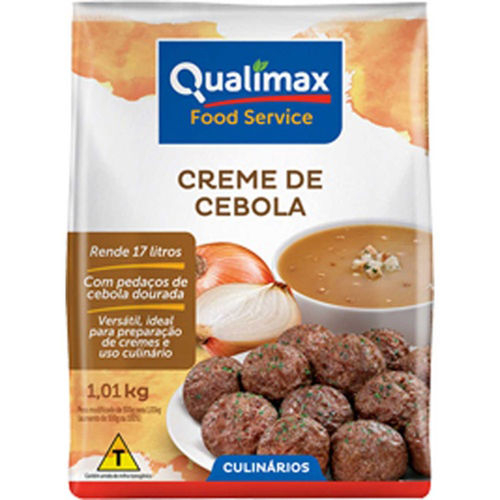 Qualimax
Food Service
CREME DE
CEBOLA
Rende 17 litros
Com pedaços de
cebola dourada
Versátil, ideal
para preparação
de cremes e
uso culinário
1,01 kg
T
CULINÁRIOS